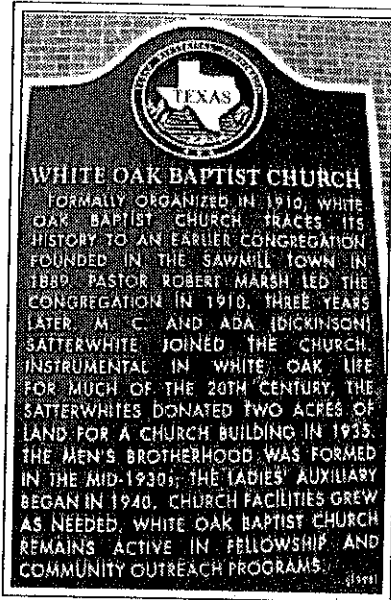 TEXAS
WHITE OAK BAPTIST CHURCH
FORMALLY ORGANIZED IN 1910, WHITE
OAK BAPTIST CHURCH TRACES ITS
HISTORY TO AN EARLIER CONGREGATION
FOUNDED IN THE SAWMILL TOWN IN
1889. PASTOR ROBERT MARSH LED THE
CONGREGATION IN 1910. THREE YEARS
LATER M. C. AND ADA (DICKINSON)
SATTERWHITE JOINED THE CHURCH.
INSTRUMENTAL IN WHITE OAK LIFE
FOR MUCH OF THE 20TH CENTURY, THE
SATTERWHITES DONATED TWO ACRES OF
LAND FOR A CHURCH BUILDING IN 1935.
THE MEN'S BROTHERHOOD WAS FORMED
IN THE MID-1930s; THE LADIES' AUXILIARY
BEGAN IN 1940. CHURCH FACILITIES GREW
AS NEEDED. WHITE OAK BAPTIST CHURCH
REMAINS ACTIVE IN FELLOWSHIP AND
COMMUNITY OUTREACH PROGRAMS.